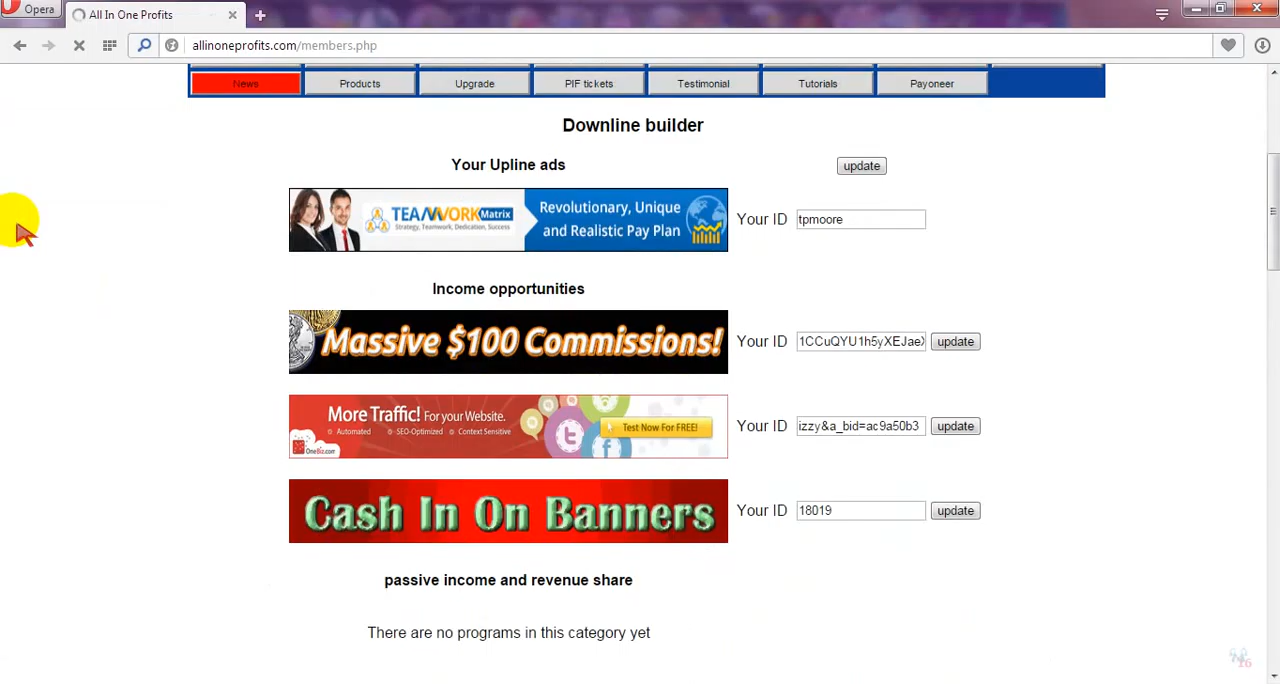 Opera
All In One Profits
allinoneprofits.com/members.php
News Products Upgrade PIF tickets Testimonial Tutorials Payoneer
Downline builder
Your Upline ads
update
TEAMWORK Matrix
Strategy, Teamwork, Dedication, Success
Revolutionary, Unique
and Realistic Pay Plan
Your ID tpmoore
Income opportunities
Massive $100 Commissions!
Your ID 1CCuQYU1h5yXEJaeX update
More Traffic! For your Website.
Automated SEO-Optimized Context Sensitive
Test Now For FREE!
OneBiz.com
Your ID izzy&a_bid=ac9a50b3 update
Cash In On Banners
Your ID 18019 update
passive income and revenue share
There are no programs in this category yet